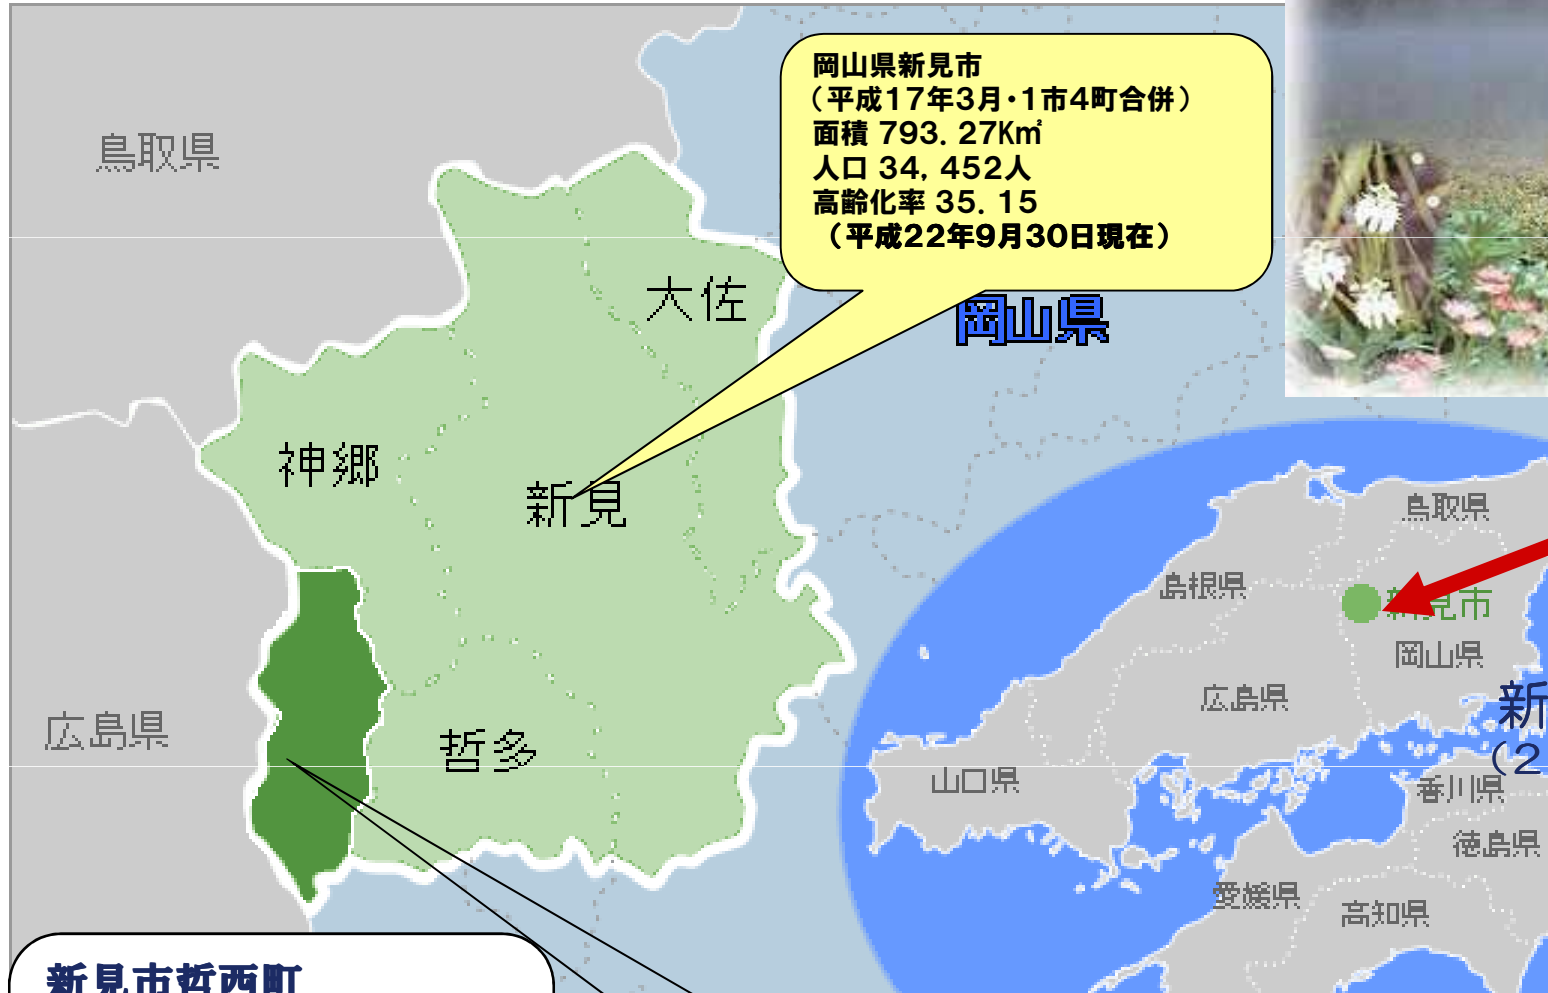 岡山県新見市
（平成17年3月・1市4町合併）
面積 793. 27K㎡
人口 34, 452人
高齢化率 35. 15
（平成22年9月30日現在）
鳥取県
大佐
岡山県
神郷
新見
広島県
哲多
鳥取県
島根県
新見市
岡山県
広島県
新
（2
山口県
香川県
徳島県
愛媛県
高知県
新見市哲西町